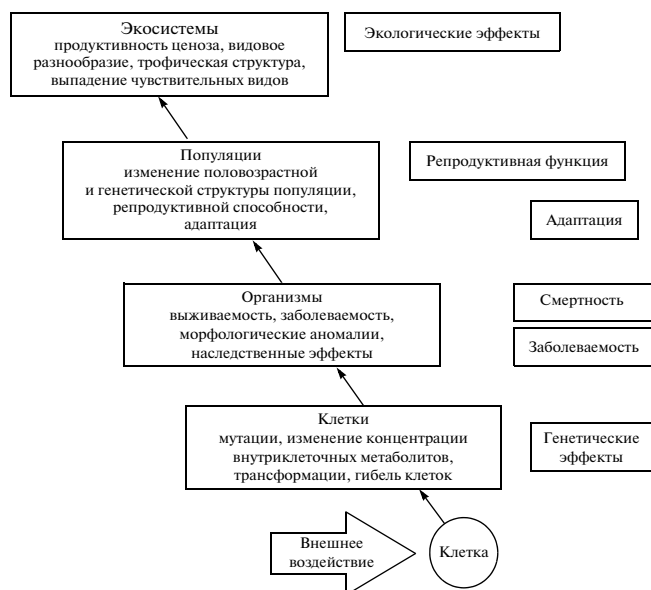 Экосистемы
продуктивность ценоза, видовое
разнообразие, трофическая структура,
выпадение чувствительных видов
Экологические эффекты
Популяции
изменение половозрастной
и генетической структуры популяции,
репродуктивной способности,
адаптация
Репродуктивная функция
Адаптация
Организмы
выживаемость, заболеваемость,
морфологические аномалии,
наследственные эффекты
Смертность
Заболеваемость
Клетки
мутации, изменение концентрации
внутриклеточных метаболитов,
трансформации, гибель клеток
Генетические
эффекты
Внешнее
воздействие
Клетка